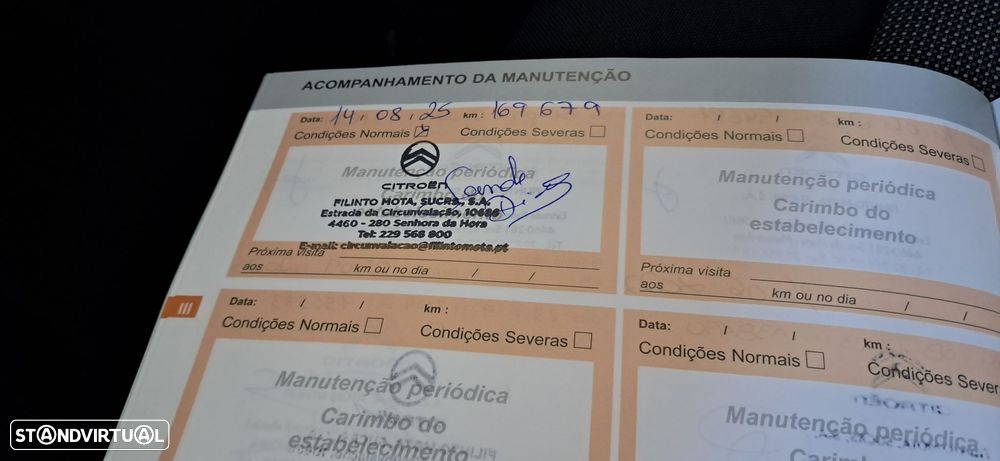 ACOMPANHAMENTO DA MANUTENÇÃO
Data: 14.08.25 km: 169679
Condições Normais Condições Severas
Manutenção periódica
Carimbo
CITROËN
FILINTO MOTA, SUCRS., S.A.
Estrada da Circunvalação, 10686
4460 - 280 Senhora da Hora
Tel: 229 568 800
E-mail: circunvalacao@filintomota.pt
Próxima visita
aos km ou no dia / /
Data: / / km :
Condições Normais Condições Severas
Manutenção periódica
Carimbo do
estabelecimento
Próxima visita
aos km ou no dia / /
III
Data: / / km :
Condições Normais Condições Severas
Manutenção periódica
Carimbo do
estabelecimento
Data: / / km :
Condições Normais Condições Sever
Manutenção periódica
STANDVIRTUAL